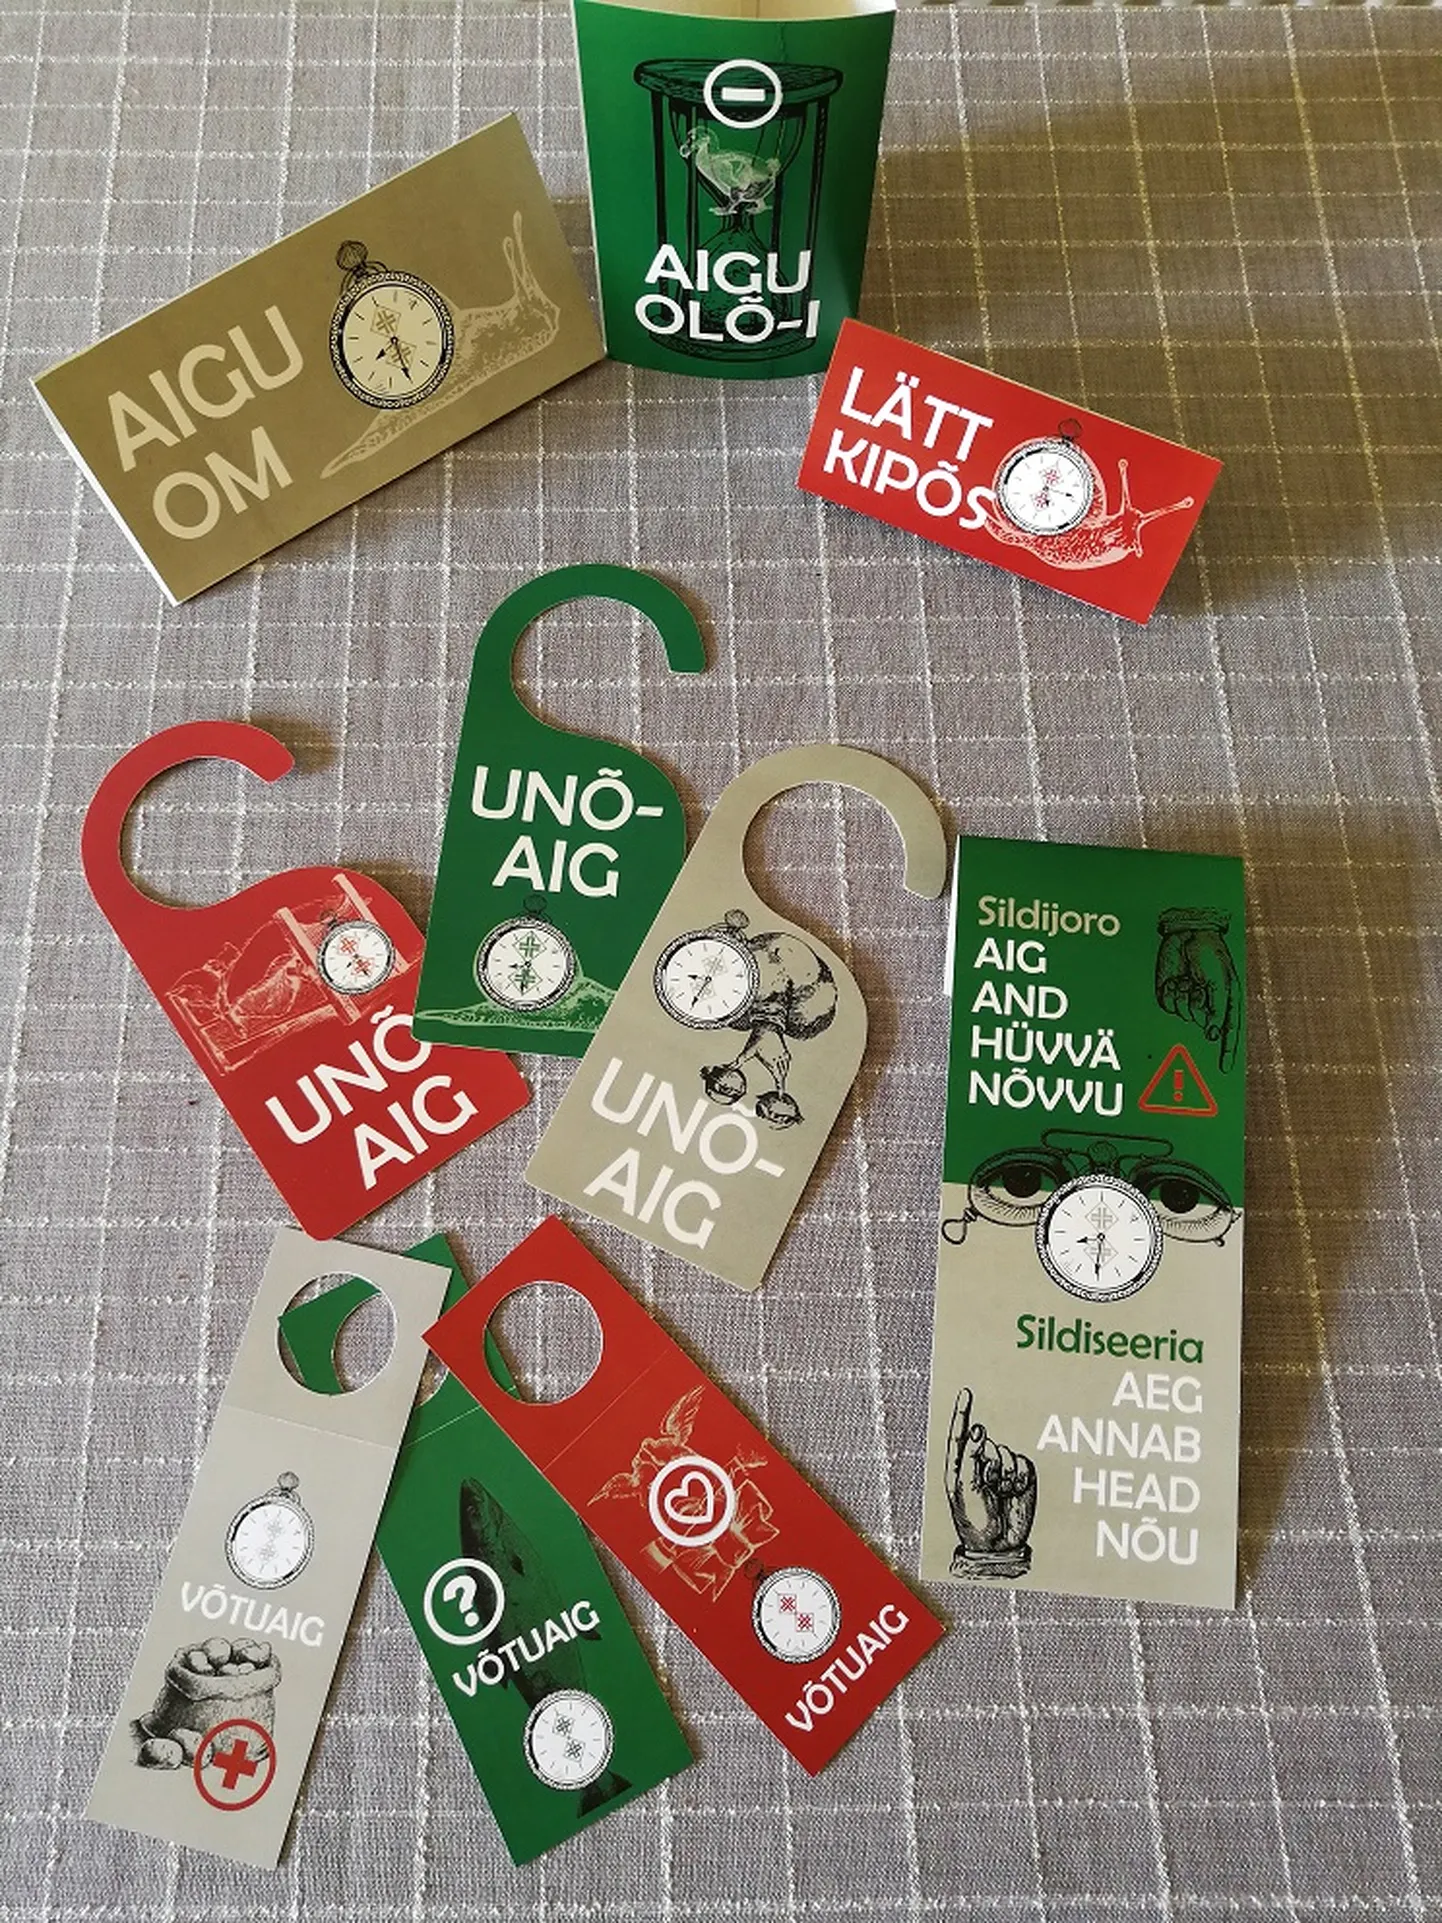 AIGU
OLÕ-I
AIGU
OM
LÄTT
KIPÕS
UNÕ-
AIG
UNÕ-
AIG
UNÕ-
AIG
Sildijoro
AIG
AND
HÜVVÄ
NÕVVU
Sildiseeria
AEG
ANNAB
HEAD
NÕU
VÕTUAIG
VÕTUAIG
VÕTUAIG